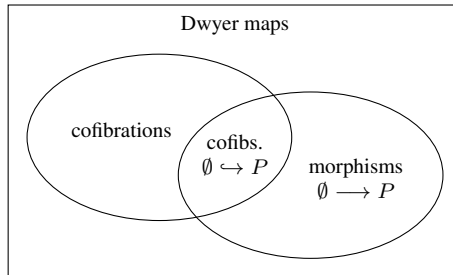 Dwyer maps
cofibrations
cofibs.
∅ ↪ P
morphisms
∅ ⟶ P